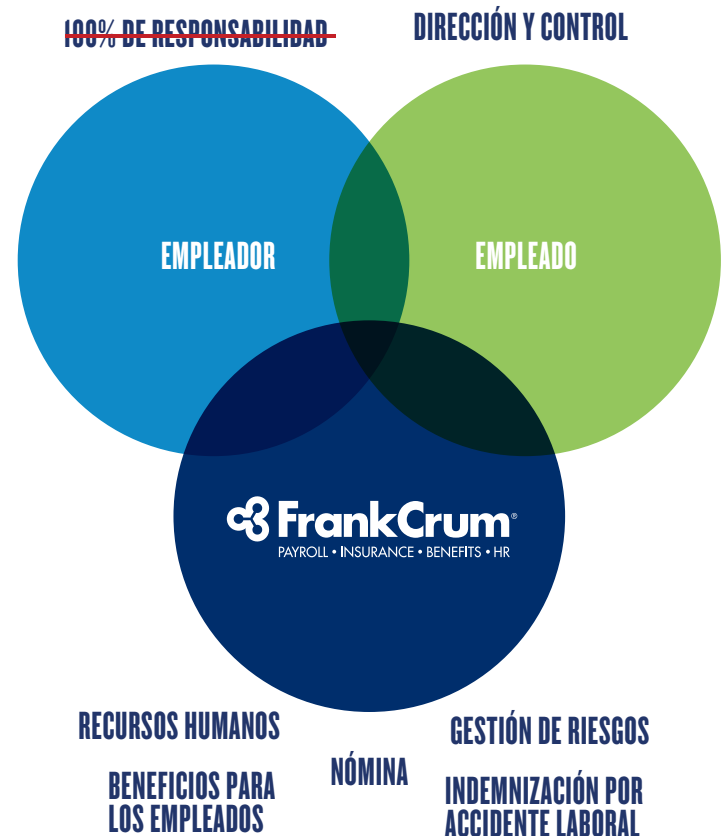 100% DE RESPONSABILIDAD
DIRECCIÓN Y CONTROL
EMPLEADOR
EMPLEADO
FrankCrum®
PAYROLL • INSURANCE • BENEFITS • HR
RECURSOS HUMANOS
GESTIÓN DE RIESGOS
NÓMINA
BENEFICIOS PARA
LOS EMPLEADOS
INDEMNIZACIÓN POR
ACCIDENTE LABORAL